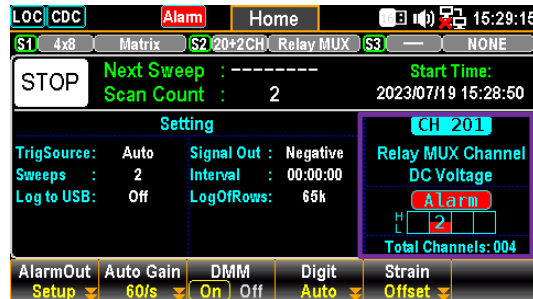 LOC CDC Alarm Home 15:29:15
S1 4x8 Matrix S2 20+2CH Relay MUX S3 — NONE
STOP
Next Sweep : --------
Scan Count : 2
Start Time:
2023/07/19 15:28:50
Setting
TrigSource: Auto Signal Out : Negative
Sweeps : 2 Interval : 00:00:00
Log to USB: Off LogOfRows: 65k
CH 201
Relay MUX Channel
DC Voltage
Alarm
H
L
2
Total Channels: 004
AlarmOut Auto Gain DMM Digit Strain
Setup 60/s On Off Auto Offset